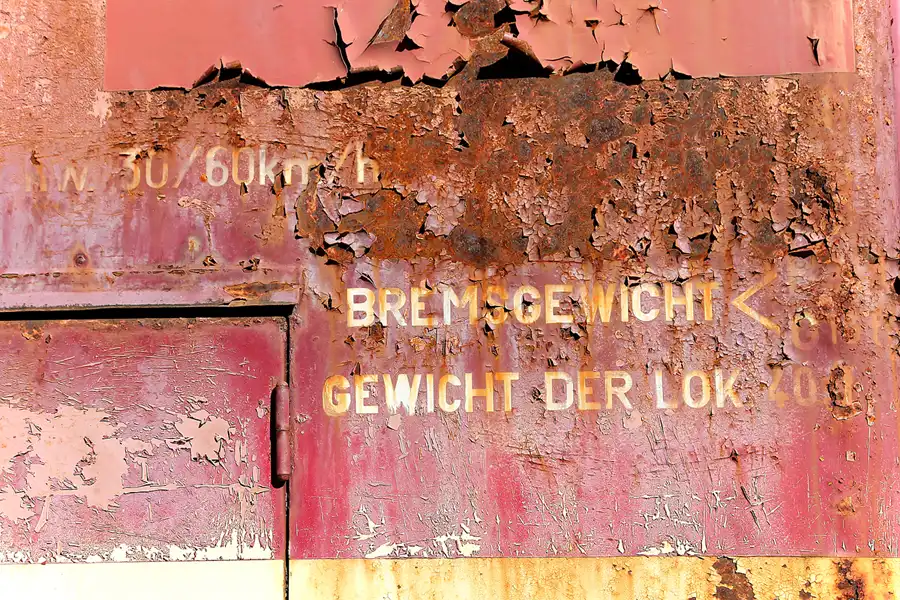 30/60km/h
BREMSGEWICHT <
GEWICHT DER LOK